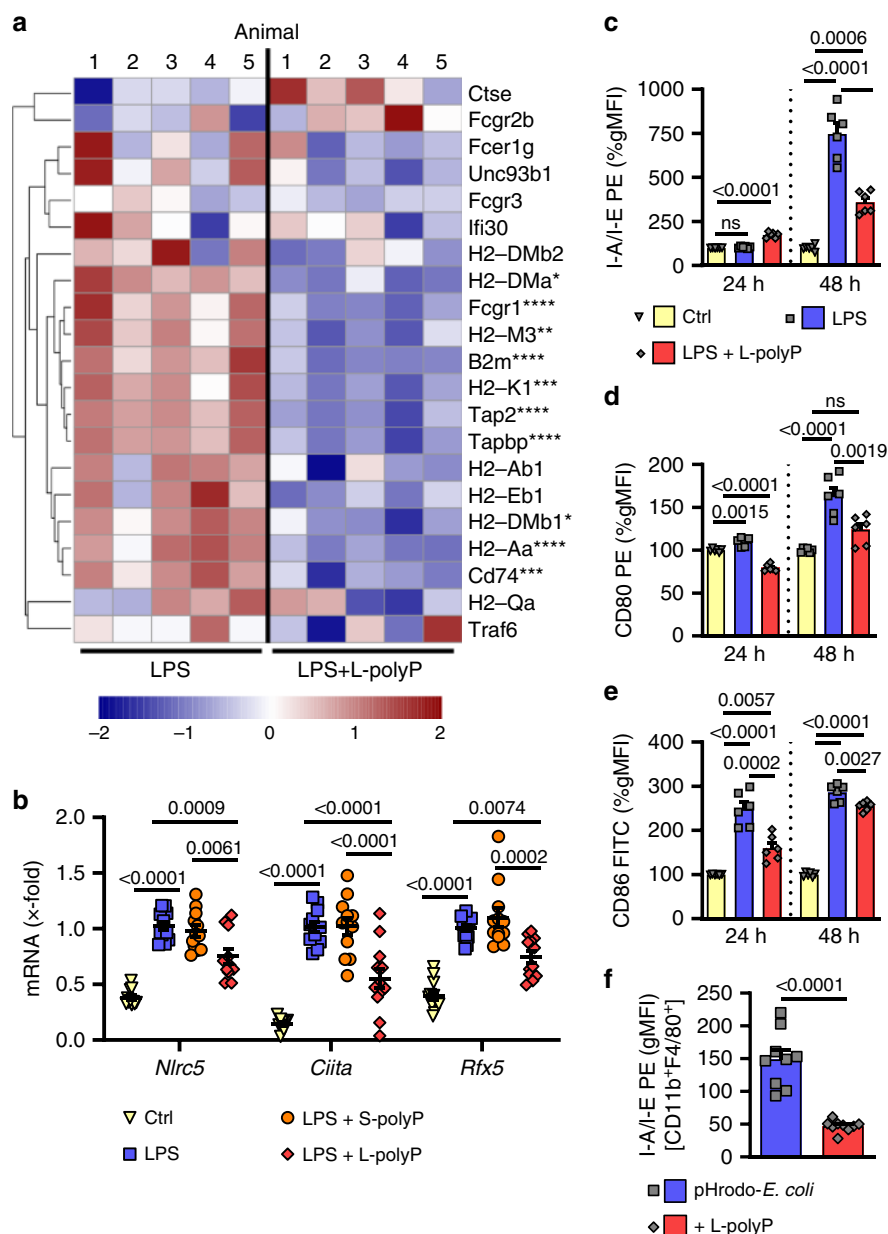 a
Animal
1 2 3 4 5 1 2 3 4 5
Ctse
Fcgr2b
Fcer1g
Unc93b1
Fcgr3
Ifi30
H2–DMb2
H2–DMa*
Fcgr1****
H2–M3**
B2m****
H2–K1***
Tap2****
Tapbp****
H2–Ab1
H2–Eb1
H2–DMb1*
H2–Aa****
Cd74***
H2–Qa
Traf6
LPS LPS+L-polyP
–2 –1 0 1 2
b
mRNA (×-fold)
2.0
1.5
1.0
0.5
0.0
0.0009
0.0061
<0.0001
<0.0001
<0.0001
<0.0001
0.0074
0.0002
<0.0001
Nlrc5 Ciita Rfx5
Ctrl
LPS
LPS + S-polyP
LPS + L-polyP
c
I-A/I-E PE (%gMFI)
1000
750
500
250
0
0.0006
<0.0001
<0.0001
ns
24 h 48 h
Ctrl
LPS
LPS + L-polyP
d
CD80 PE (%gMFI)
200
150
100
50
0
ns
<0.0001
0.0019
<0.0001
0.0015
24 h 48 h
e
CD86 FITC (%gMFI)
400
300
200
100
0
0.0057
<0.0001
0.0002
<0.0001
0.0027
24 h 48 h
f
I-A/I-E PE (gMFI)
[CD11b⁺F4/80⁺]
250
200
150
100
50
0
<0.0001
pHrodo-E. coli
+ L-polyP